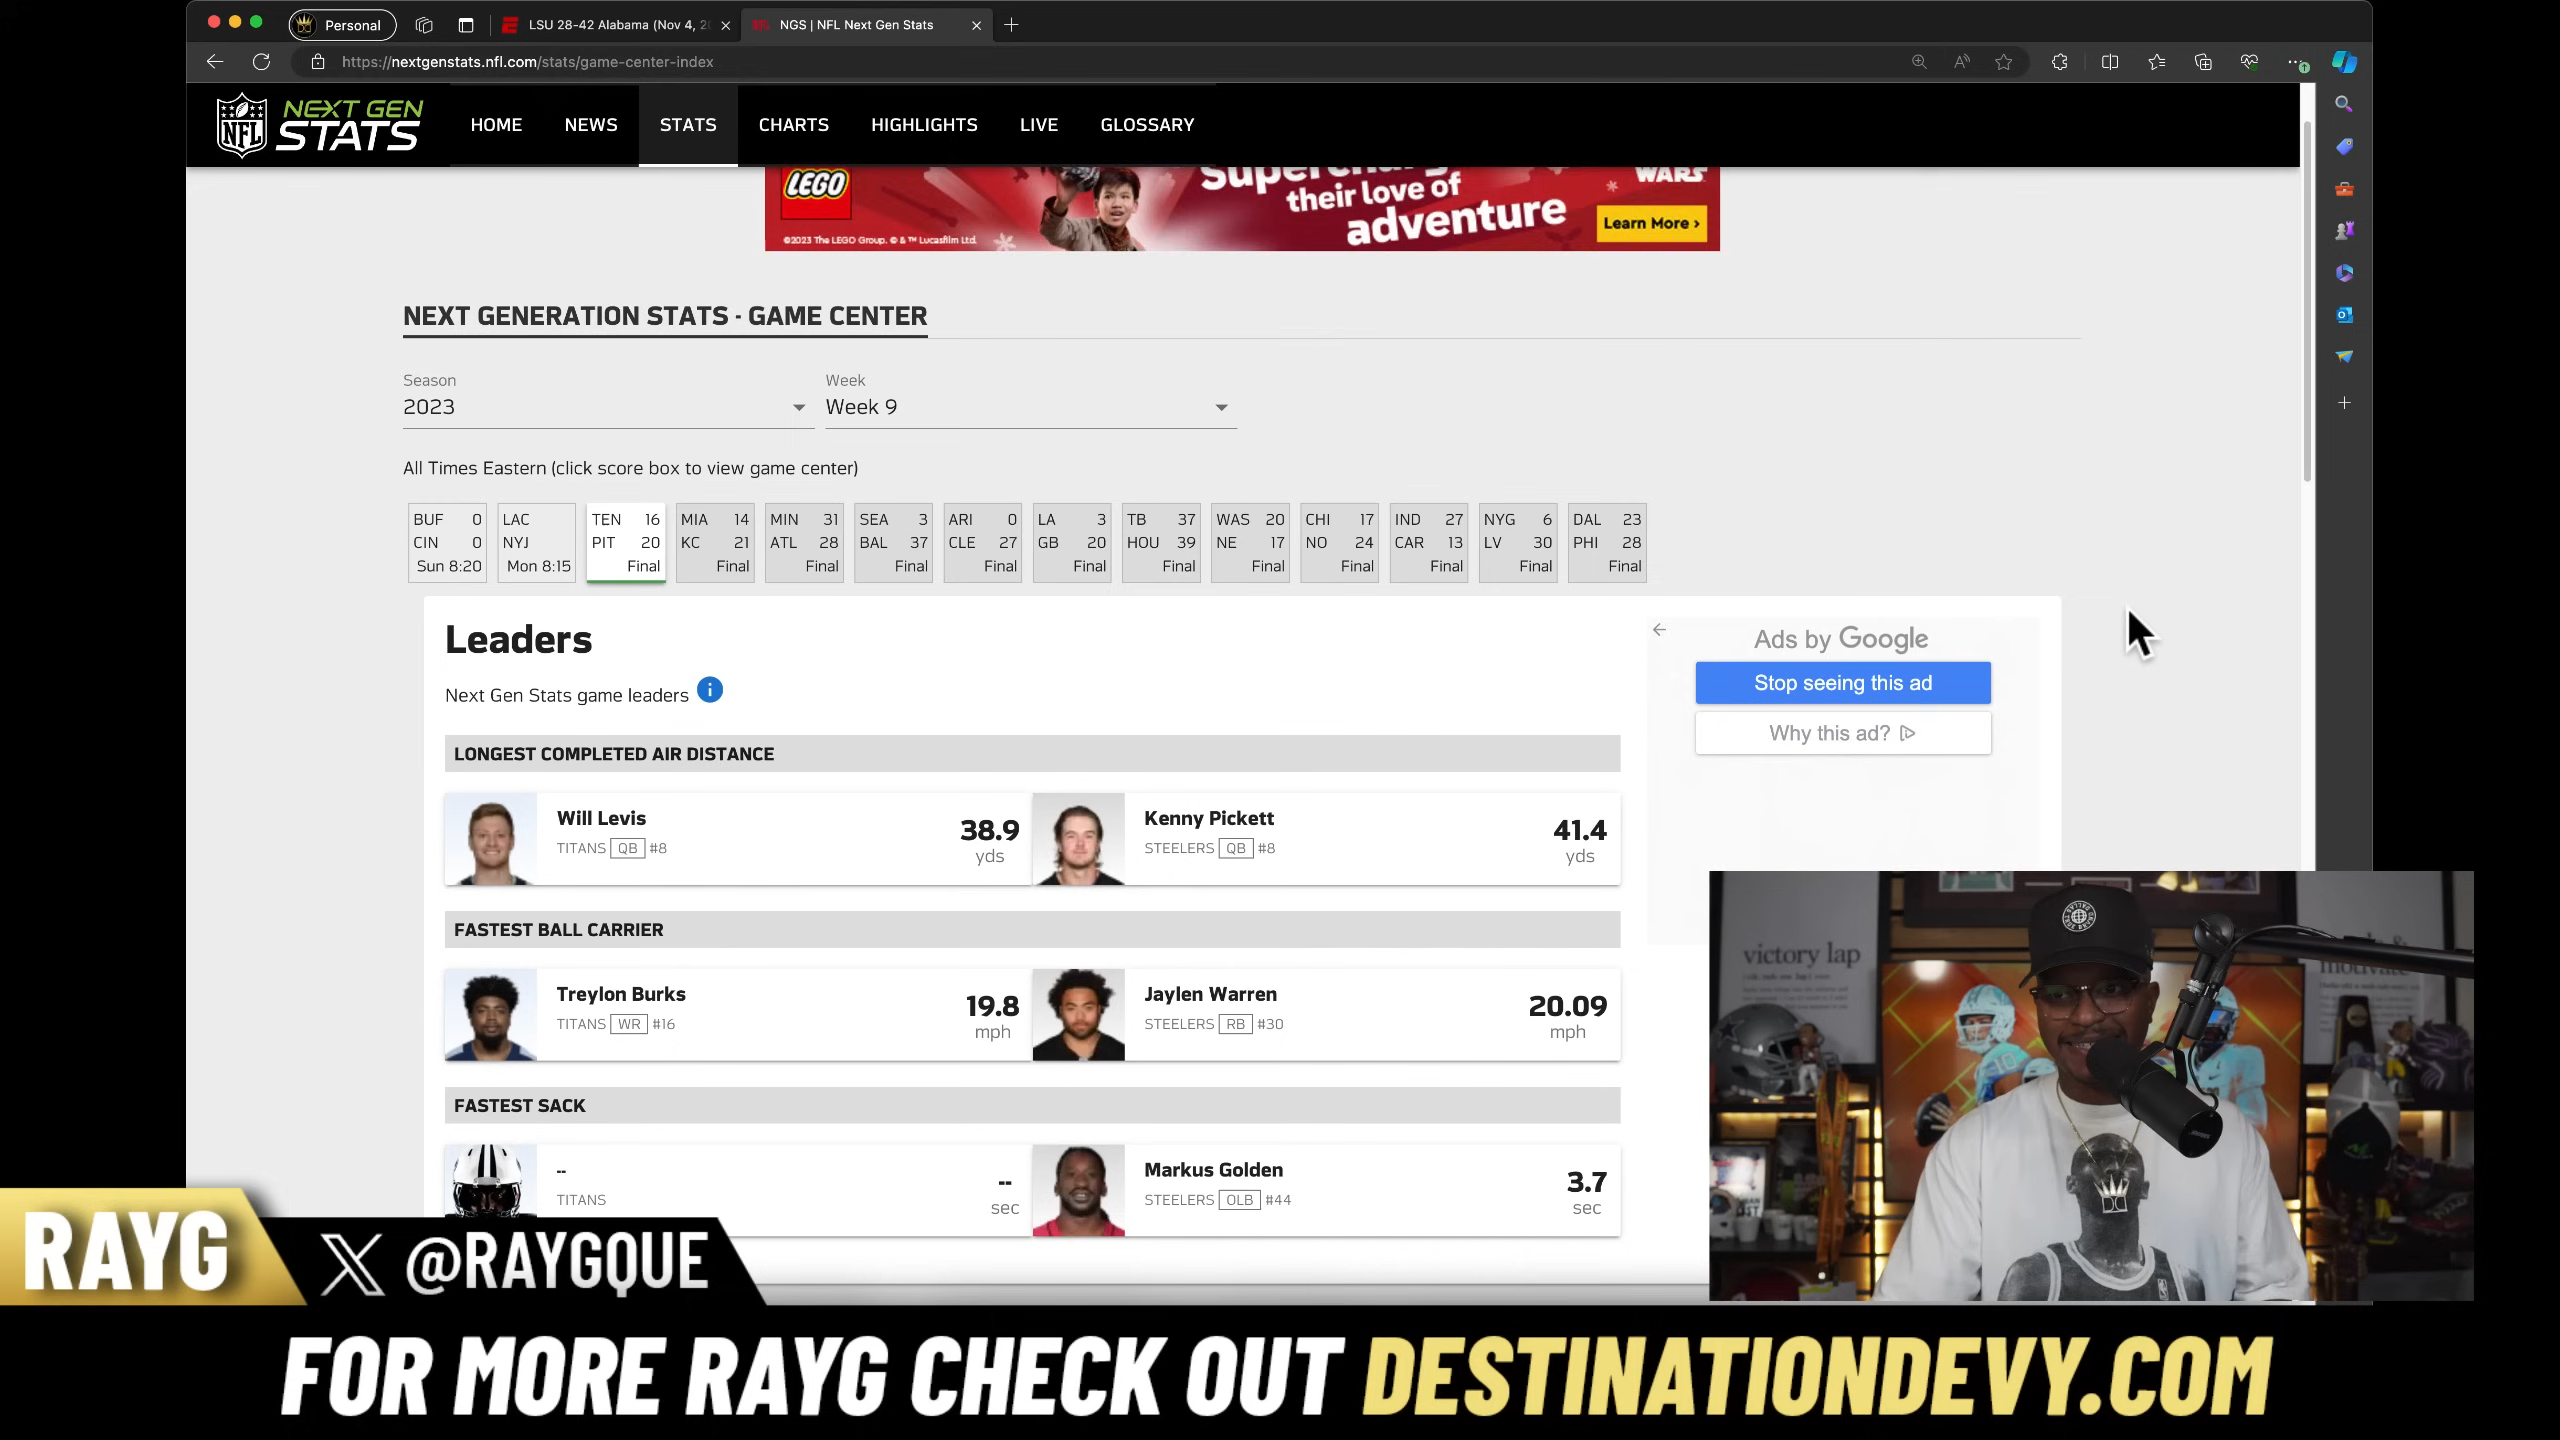 Personal
LSU 28-42 Alabama (Nov 4, 2
NGS | NFL Next Gen Stats
https://nextgenstats.nfl.com/stats/game-center-index
NFL
NEXT GEN
STATS
HOME NEWS STATS CHARTS HIGHLIGHTS LIVE GLOSSARY
LEGO
their love of
adventure
WARS
Learn More >
©2023 The LEGO Group. © & ™ Lucasfilm Ltd.
NEXT GENERATION STATS - GAME CENTER
Season
2023
Week
Week 9
All Times Eastern (click score box to view game center)
BUF 0 LAC TEN 16 MIA 14 MIN 31 SEA 3 ARI 0 LA 3 TB 37 WAS 20 CHI 17 IND 27 NYG 6 DAL 23
CIN 0 NYJ PIT 20 KC 21 ATL 28 BAL 37 CLE 27 GB 20 HOU 39 NE 17 NO 24 CAR 13 LV 30 PHI 28
Sun 8:20 Mon 8:15 Final Final Final Final Final Final Final Final Final Final Final Final
Leaders
Next Gen Stats game leaders
Ads by Google
Stop seeing this ad
Why this ad?
LONGEST COMPLETED AIR DISTANCE
Will Levis
TITANS QB #8
38.9
yds
Kenny Pickett
STEELERS QB #8
41.4
yds
FASTEST BALL CARRIER
Treylon Burks
TITANS WR #16
19.8
mph
Jaylen Warren
STEELERS RB #30
20.09
mph
FASTEST SACK
--
TITANS
--
sec
Markus Golden
STEELERS OLB #44
3.7
sec
victory lap
RAYG
X @RAYGQUE
FOR MORE RAYG CHECK OUT DESTINATIONDEVY.COM